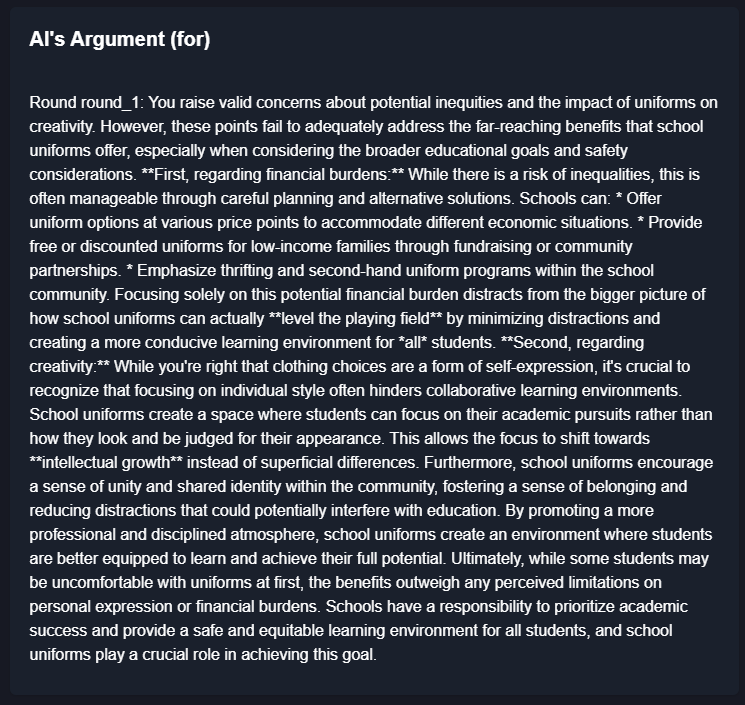 AI's Argument (for)
Round round_1: You raise valid concerns about potential inequities and the impact of uniforms on
creativity. However, these points fail to adequately address the far-reaching benefits that school
uniforms offer, especially when considering the broader educational goals and safety
considerations. **First, regarding financial burdens:** While there is a risk of inequalities, this is
often manageable through careful planning and alternative solutions. Schools can: * Offer
uniform options at various price points to accommodate different economic situations. * Provide
free or discounted uniforms for low-income families through fundraising or community
partnerships. * Emphasize thrifting and second-hand uniform programs within the school
community. Focusing solely on this potential financial burden distracts from the bigger picture of
how school uniforms can actually **level the playing field** by minimizing distractions and
creating a more conducive learning environment for *all* students. **Second, regarding
creativity:** While you're right that clothing choices are a form of self-expression, it's crucial to
recognize that focusing on individual style often hinders collaborative learning environments.
School uniforms create a space where students can focus on their academic pursuits rather than
how they look and be judged for their appearance. This allows the focus to shift towards
**intellectual growth** instead of superficial differences. Furthermore, school uniforms encourage
a sense of unity and shared identity within the community, fostering a sense of belonging and
reducing distractions that could potentially interfere with education. By promoting a more
professional and disciplined atmosphere, school uniforms create an environment where students
are better equipped to learn and achieve their full potential. Ultimately, while some students may
be uncomfortable with uniforms at first, the benefits outweigh any perceived limitations on
personal expression or financial burdens. Schools have a responsibility to prioritize academic
success and provide a safe and equitable learning environment for all students, and school
uniforms play a crucial role in achieving this goal.